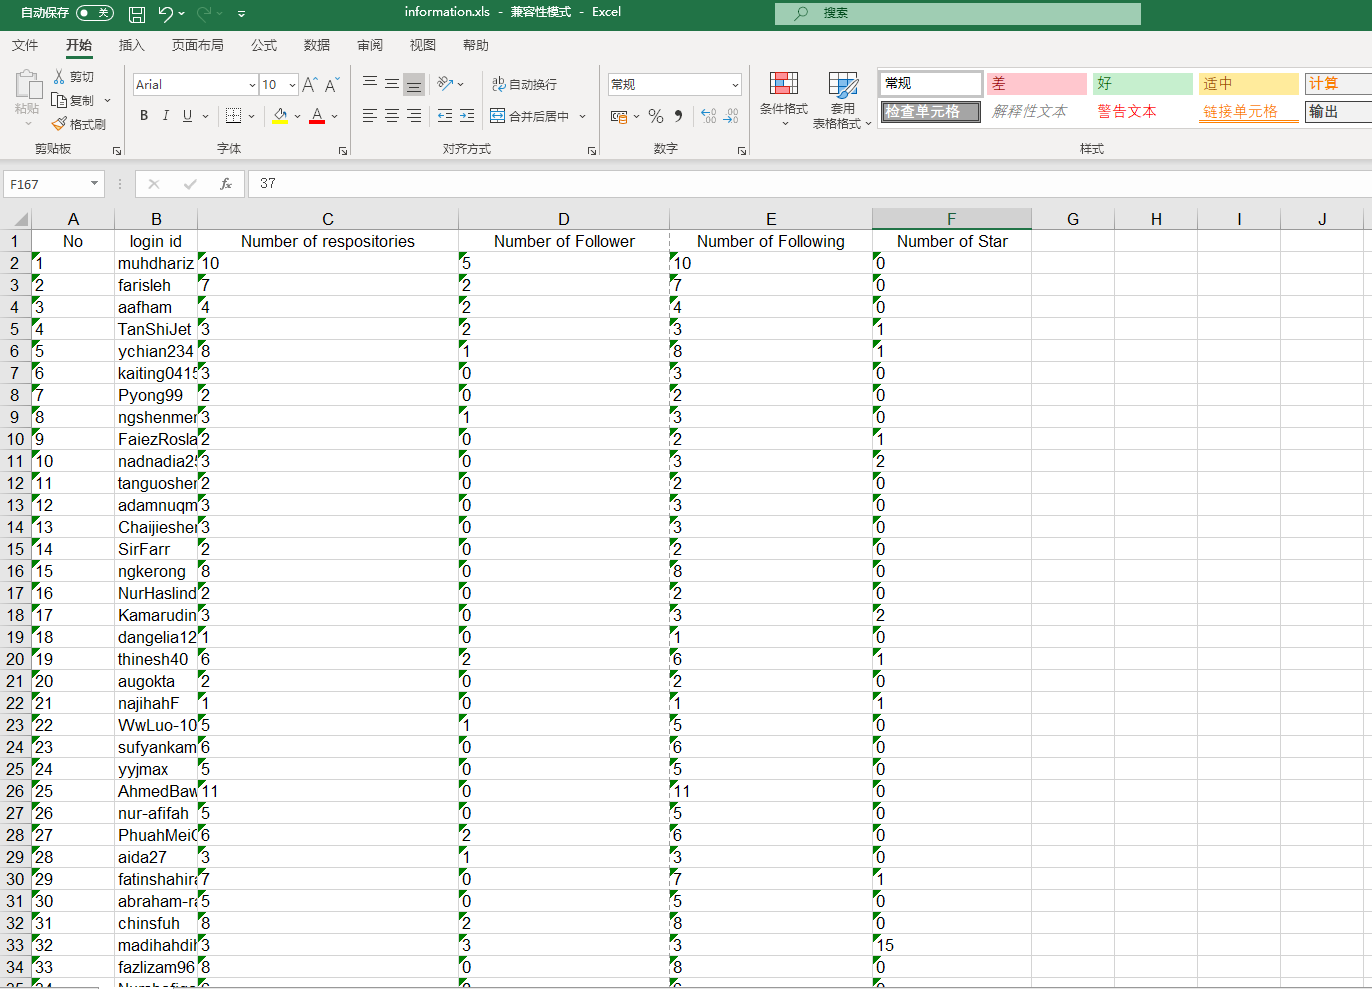 自动保存 关 information.xls - 兼容性模式 - Excel 搜索
文件 开始 插入 页面布局 公式 数据 审阅 视图 帮助
粘贴 剪切 复制 格式刷 剪贴板
Arial 10 B I U 字体
自动换行 合并后居中 对齐方式
常规 % 数字
条件格式 套用 表格格式
常规 差 好 适中 计算
检查单元格 解释性文本 警告文本 链接单元格 输出
样式
F167 fx 37
A B C D E F G H I J
1 No login id Number of respositories Number of Follower Number of Following Number of Star
2 1 muhdhariz 10 5 10 0
3 2 farisleh 7 2 7 0
4 3 aafham 4 2 4 0
5 4 TanShiJet 3 2 3 1
6 5 ychian234 8 1 8 1
7 6 kaiting0415 3 0 3 0
8 7 Pyong99 2 0 2 0
9 8 ngshenmer 3 1 3 0
10 9 FaiezRosla 2 0 2 1
11 10 nadnadia25 3 0 3 2
12 11 tanguosher 2 0 2 0
13 12 adamnuqm 3 0 3 0
14 13 Chaijiesher 3 0 3 0
15 14 SirFarr 2 0 2 0
16 15 ngkerong 8 0 8 0
17 16 NurHaslind 2 0 2 0
18 17 Kamarudin 3 0 3 2
19 18 dangelia12 1 0 1 0
20 19 thinesh40 6 2 6 1
21 20 augokta 2 0 2 0
22 21 najihahF 1 0 1 1
23 22 WwLuo-10 5 1 5 0
24 23 sufyankam 6 0 6 0
25 24 yyjmax 5 0 5 0
26 25 AhmedBaw 11 0 11 0
27 26 nur-afifah 5 0 5 0
28 27 PhuahMeiC 6 2 6 0
29 28 aida27 3 1 3 0
30 29 fatinshahira 7 0 7 1
31 30 abraham-ra 5 0 5 0
32 31 chinsfuh 8 2 8 0
33 32 madihahdil 3 3 3 15
34 33 fazlizam96 8 0 8 0